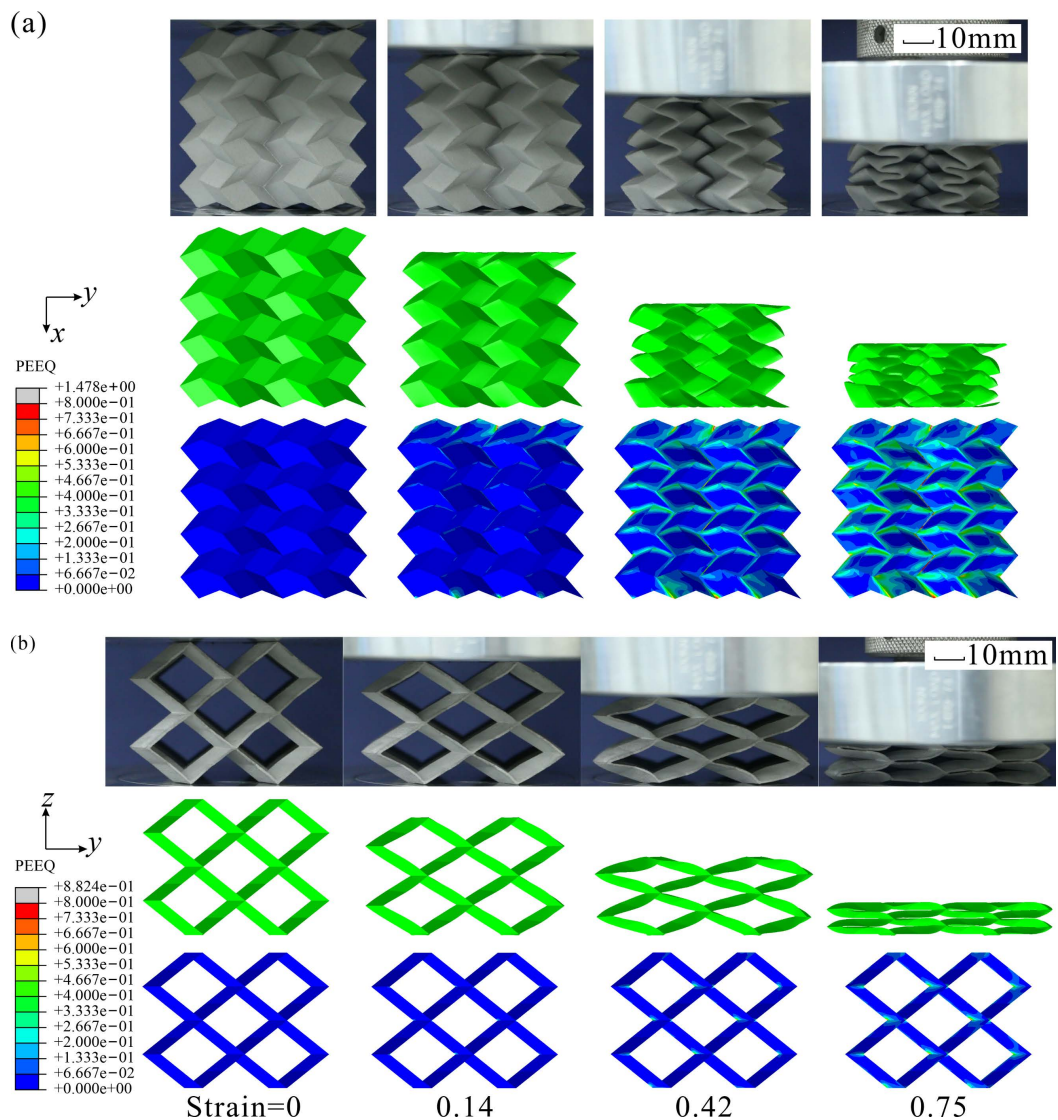 (a)
10mm
y
x
PEEQ
+1.478e+00
+8.000e−01
+7.333e−01
+6.667e−01
+6.000e−01
+5.333e−01
+4.667e−01
+4.000e−01
+3.333e−01
+2.667e−01
+2.000e−01
+1.333e−01
+6.667e−02
+0.000e+00
(b)
10mm
z
y
PEEQ
+8.824e−01
+8.000e−01
+7.333e−01
+6.667e−01
+6.000e−01
+5.333e−01
+4.667e−01
+4.000e−01
+3.333e−01
+2.667e−01
+2.000e−01
+1.333e−01
+6.667e−02
+0.000e+00
Strain=0 0.14 0.42 0.75